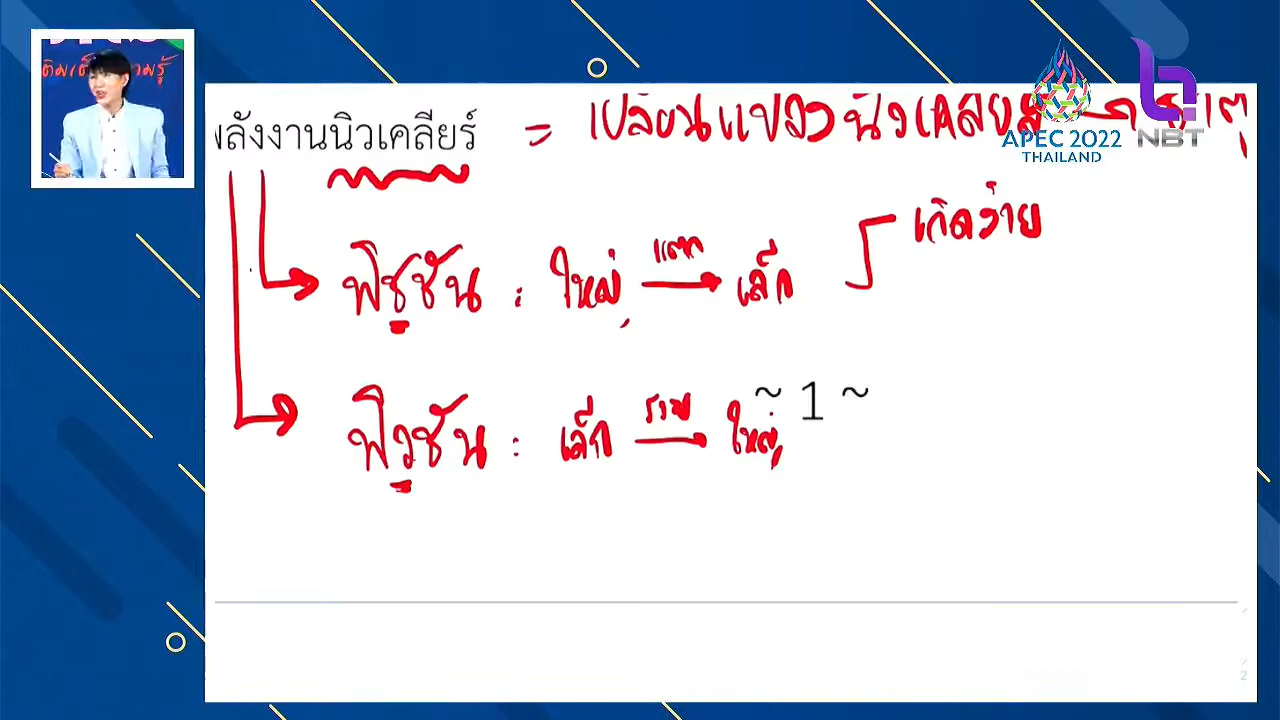 พลังงานนิวเคลียร์ = เปลี่ยนแปลงนิวเคลียส
APEC 2022
THAILAND
NBT
เกิดง่าย
ฟิชชัน : ใหญ่ แตก เล็ก
~ 1 ~
ฟิวชัน : เล็ก รวม ใหญ่
2